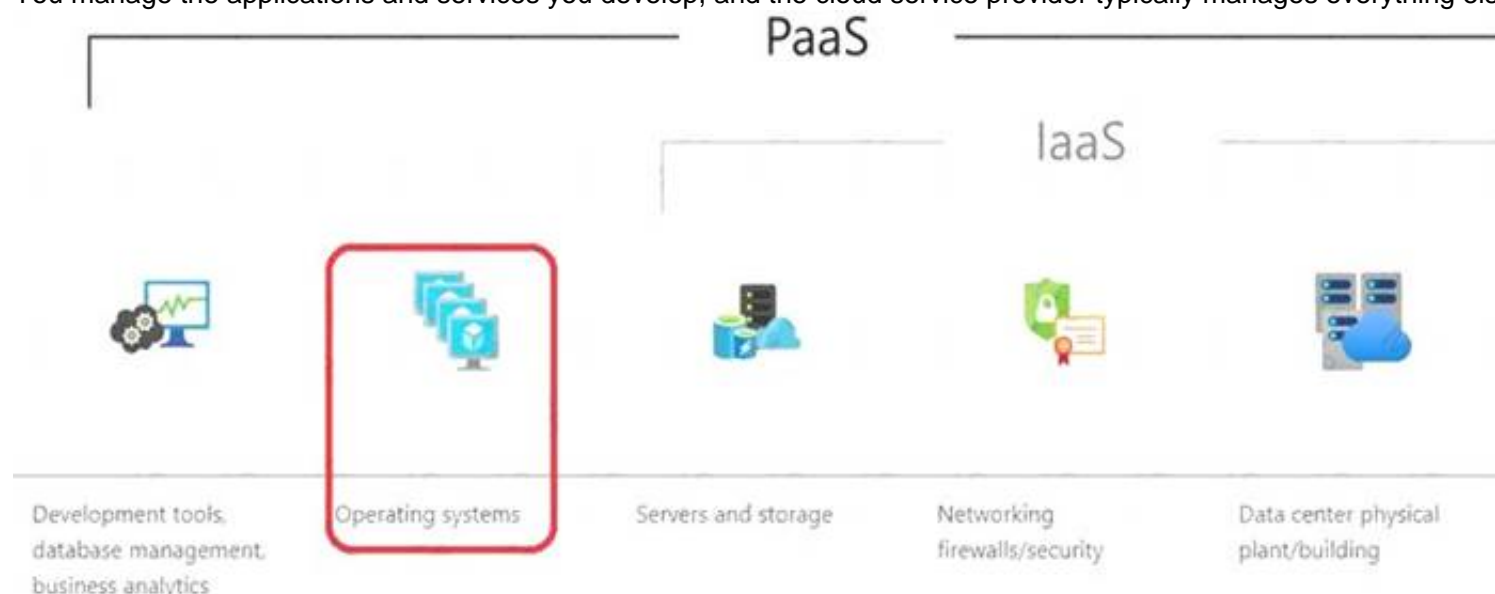 You manage the applications and services you develop, and the cloud service provider typically manages everything els
PaaS
IaaS
Development tools,
database management,
business analytics
Operating systems
Servers and storage
Networking
firewalls/security
Data center physical
plant/building